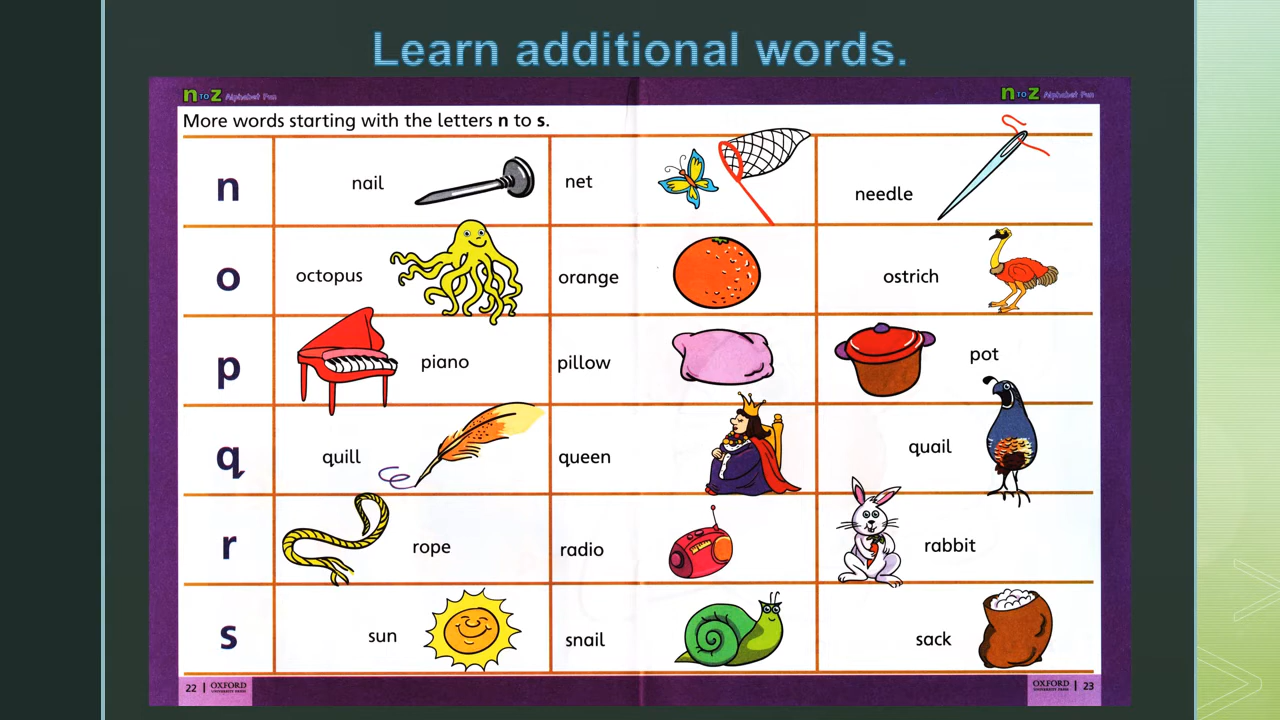 Learn additional words.
n TO z Alphabet Fun
n TO z Alphabet Fun
More words starting with the letters n to s.
n nail net needle
o octopus orange ostrich
p piano pillow pot
q quill queen quail
r rope radio rabbit
s sun snail sack
22 | OXFORD
UNIVERSITY PRESS
OXFORD | 23
UNIVERSITY PRESS